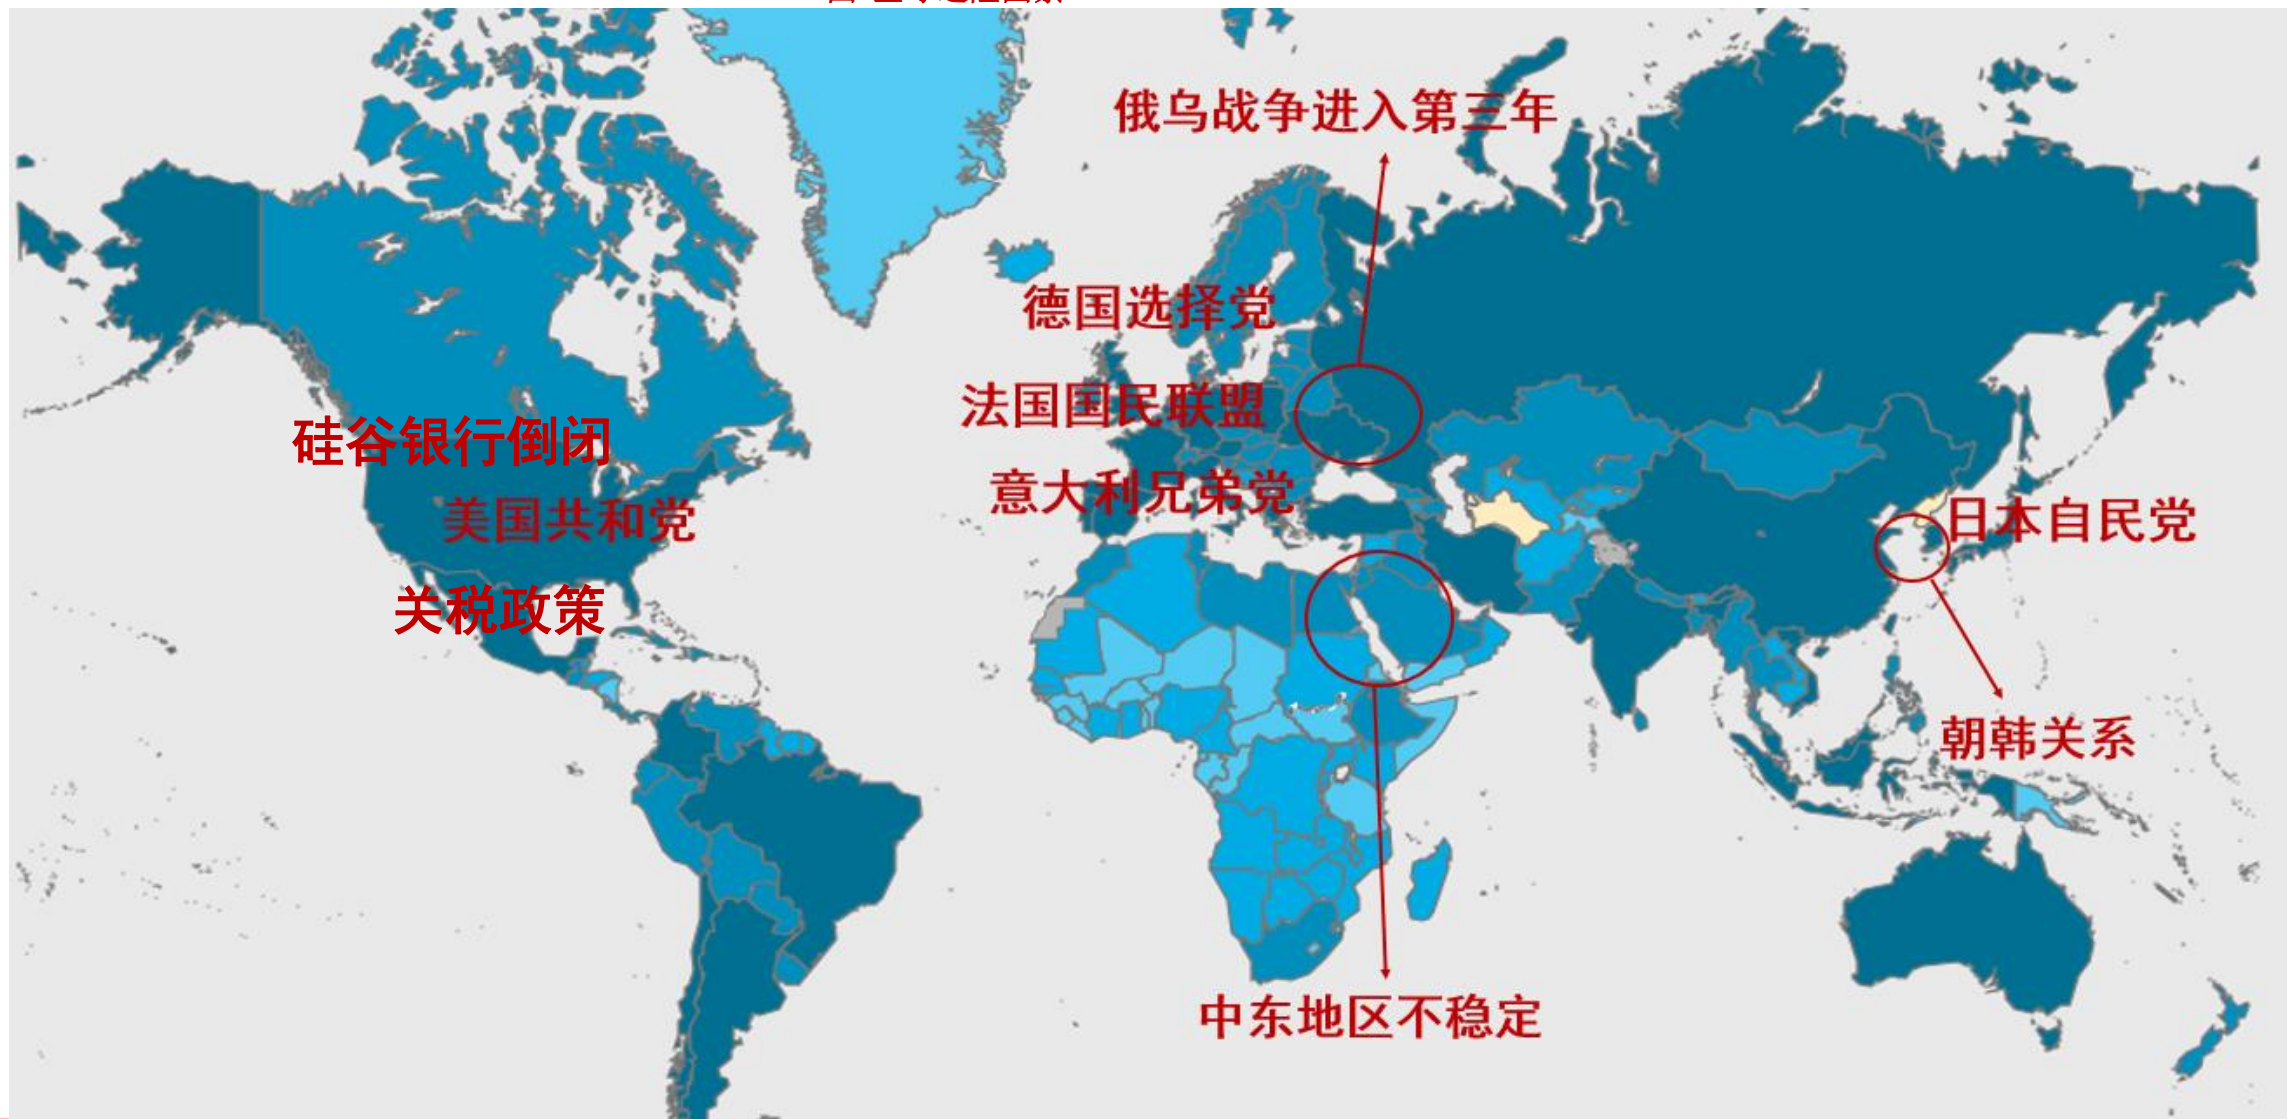 俄乌战争进入第三年
德国选择党
法国国民联盟
意大利兄弟党
硅谷银行倒闭
美国共和党
关税政策
日本自民党
朝韩关系
中东地区不稳定